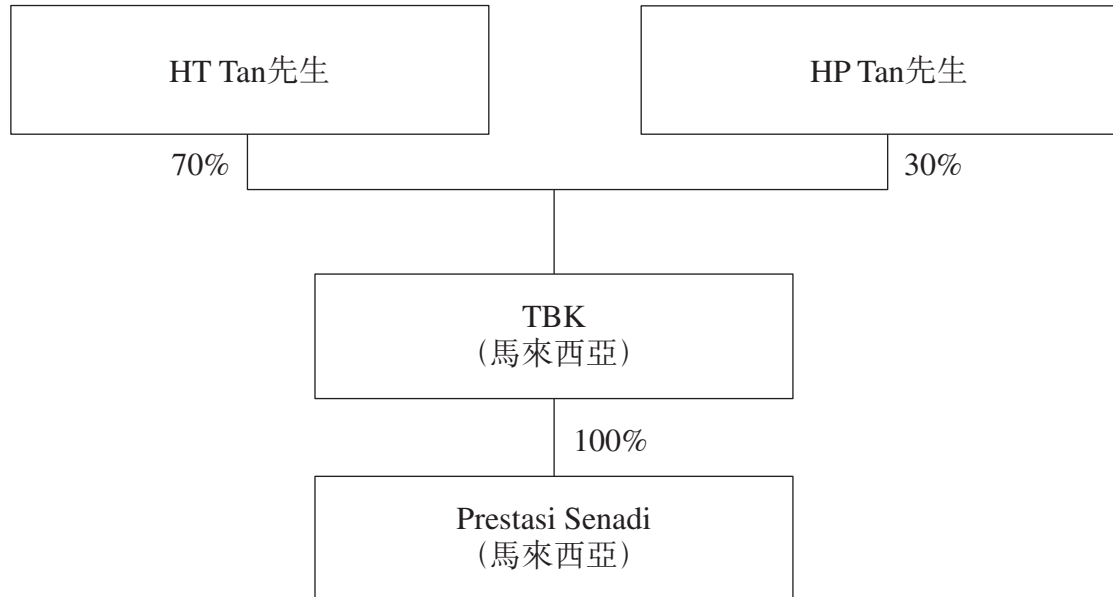 HT Tan先生
HP Tan先生
70%
30%
TBK
(馬來西亞)
100%
Prestasi Senadi
(馬來西亞)